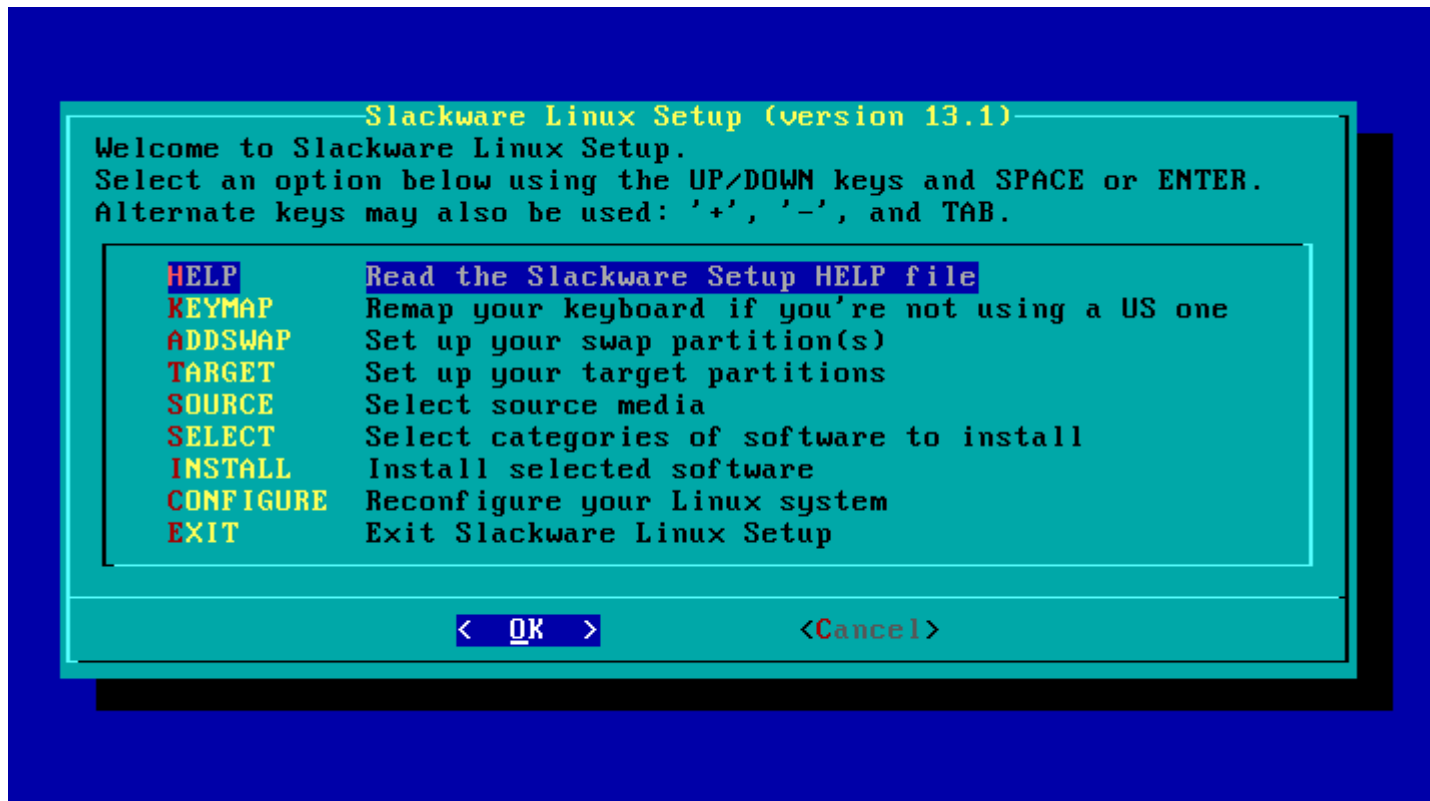 Slackware Linux Setup (version 13.1)
Welcome to Slackware Linux Setup.
Select an option below using the UP/DOWN keys and SPACE or ENTER.
Alternate keys may also be used: '+', '-', and TAB.
HELP Read the Slackware Setup HELP file
KEYMAP Remap your keyboard if you're not using a US one
ADDSWAP Set up your swap partition(s)
TARGET Set up your target partitions
SOURCE Select source media
SELECT Select categories of software to install
INSTALL Install selected software
CONFIGURE Reconfigure your Linux system
EXIT Exit Slackware Linux Setup
< OK > <Cancel>